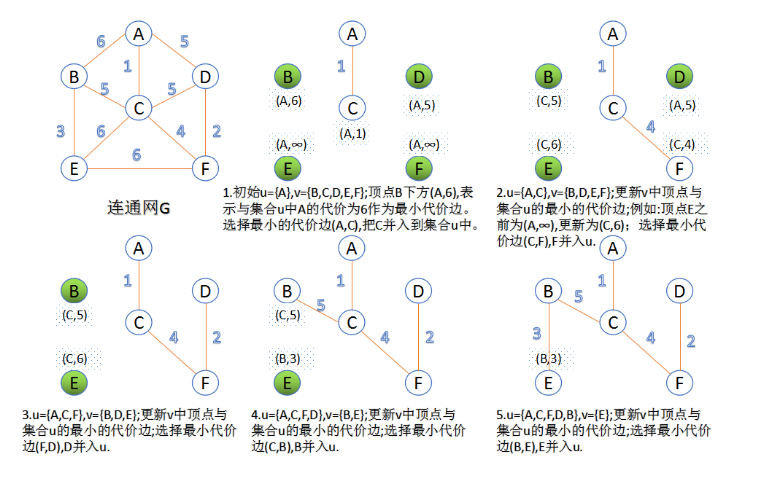 A
6
5
B
1
D
5
5
C
3
6
4
2
6
E
F
连通网G
A
1
B
D
(A,6)
C
(A,5)
(A,1)
(A,∞)
(A,∞)
E
F
1.初始u={A},v={B,C,D,E,F};顶点B下方(A,6),表
示与集合u中A的代价为6作为最小代价边。
选择最小的代价边(A,C),把C并入到集合u中。
A
1
B
D
(C,5)
C
(A,5)
4
(C,6)
(C,4)
E
F
2.u={A,C},v={B,D,E,F};更新v中顶点与
集合u的最小的代价边;例如:顶点E之
前为(A,∞),更新为(C,6)；选择最小代
价边(C,F),F并入u.
A
1
B
D
(C,5)
C
4
2
(C,6)
E
F
3.u={A,C,F},v={B,D,E};更新v中顶点与
集合u的最小的代价边;选择最小代价
边(F,D),D并入u.
A
1
B
D
(C,5)
5
C
4
2
(B,3)
E
F
4.u={A,C,F,D},v={B,E};更新v中顶点与
集合u的最小的代价边;选择最小代价
边(C,B),B并入u.
A
1
B
D
5
C
3
4
2
(B,3)
E
F
5.u={A,C,F,D,B},v={E};更新v中顶点与
集合u的最小的代价边;选择最小代价
边(B,E),E并入u.